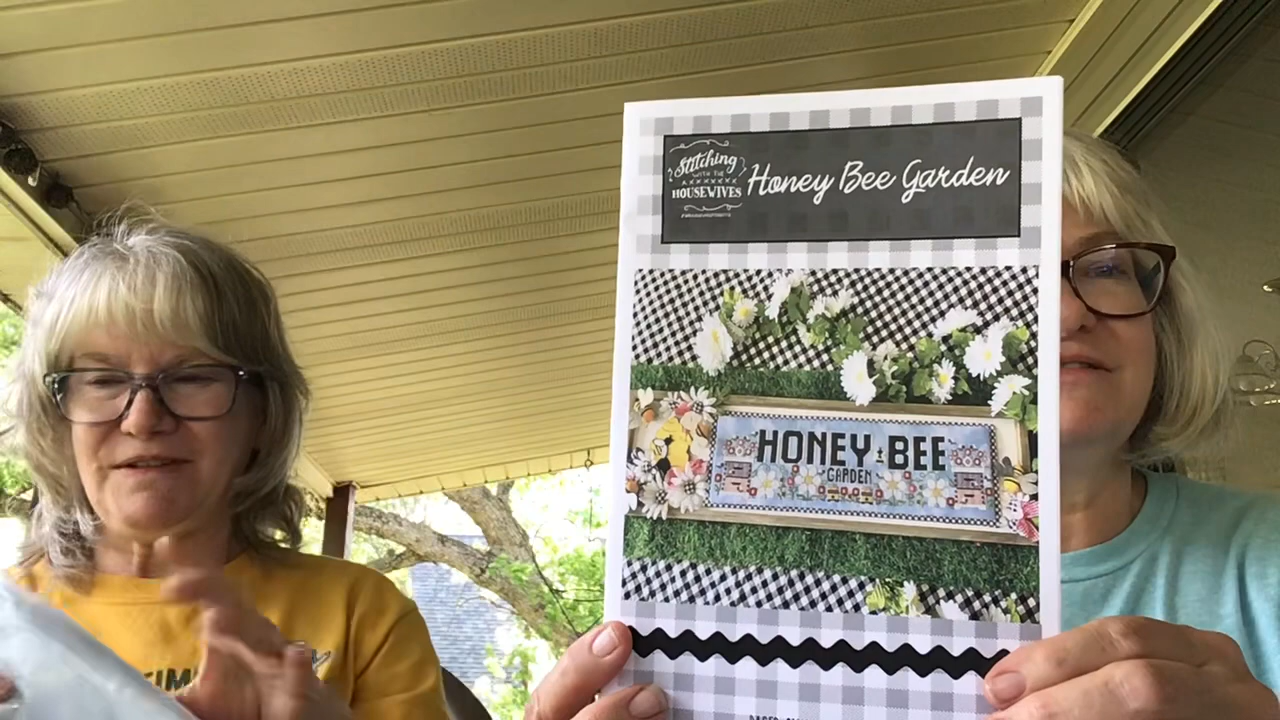 Stitching
WITH THE
HOUSEWIVES
Honey Bee Garden
HONEY BEE
GARDEN